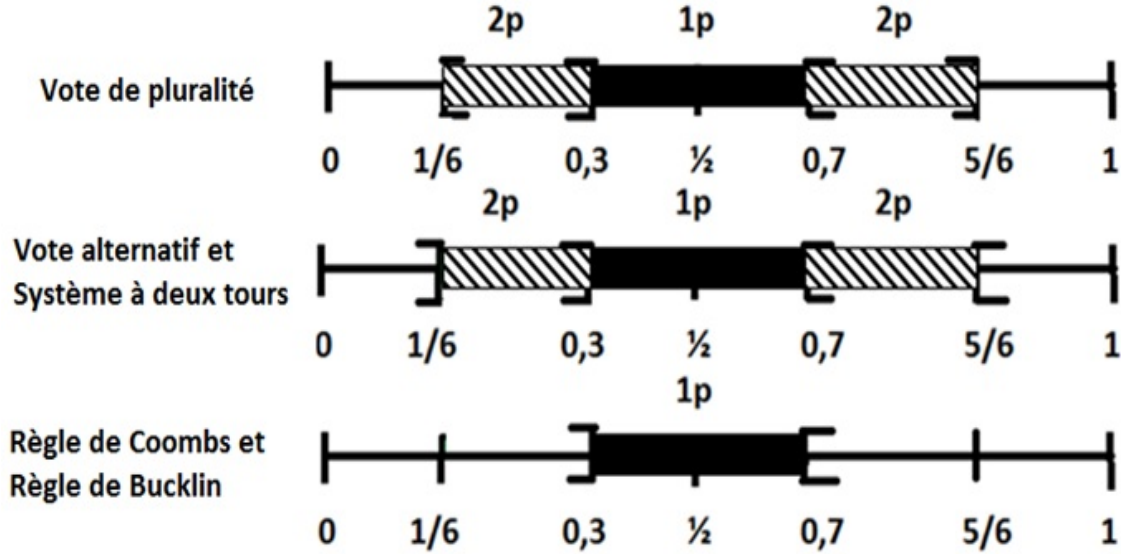 2p 1p 2p
Vote de pluralité
0 1/6 0,3 ½ 0,7 5/6 1
2p 1p 2p
Vote alternatif et
Système à deux tours
0 1/6 0,3 ½ 0,7 5/6 1
1p
Règle de Coombs et
Règle de Bucklin
0 1/6 0,3 ½ 0,7 5/6 1